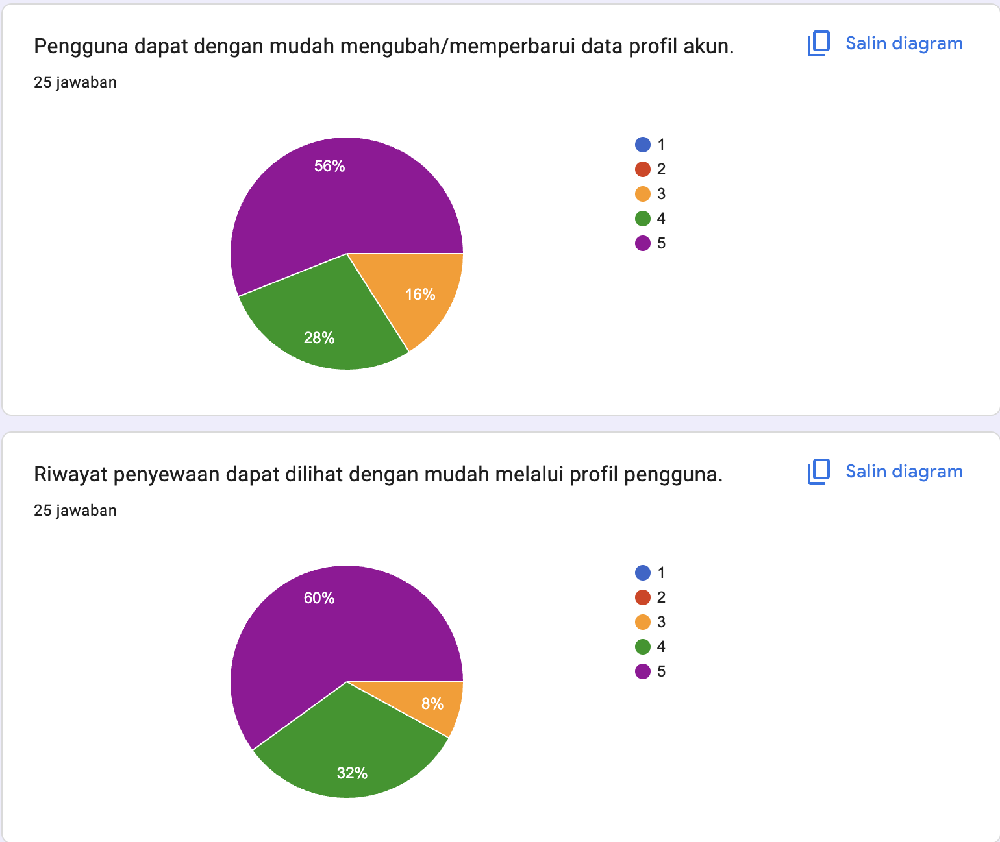 Pengguna dapat dengan mudah mengubah/memperbarui data profil akun.
Salin diagram
25 jawaban
56%
16%
28%
1
2
3
4
5
Riwayat penyewaan dapat dilihat dengan mudah melalui profil pengguna.
Salin diagram
25 jawaban
60%
8%
32%
1
2
3
4
5